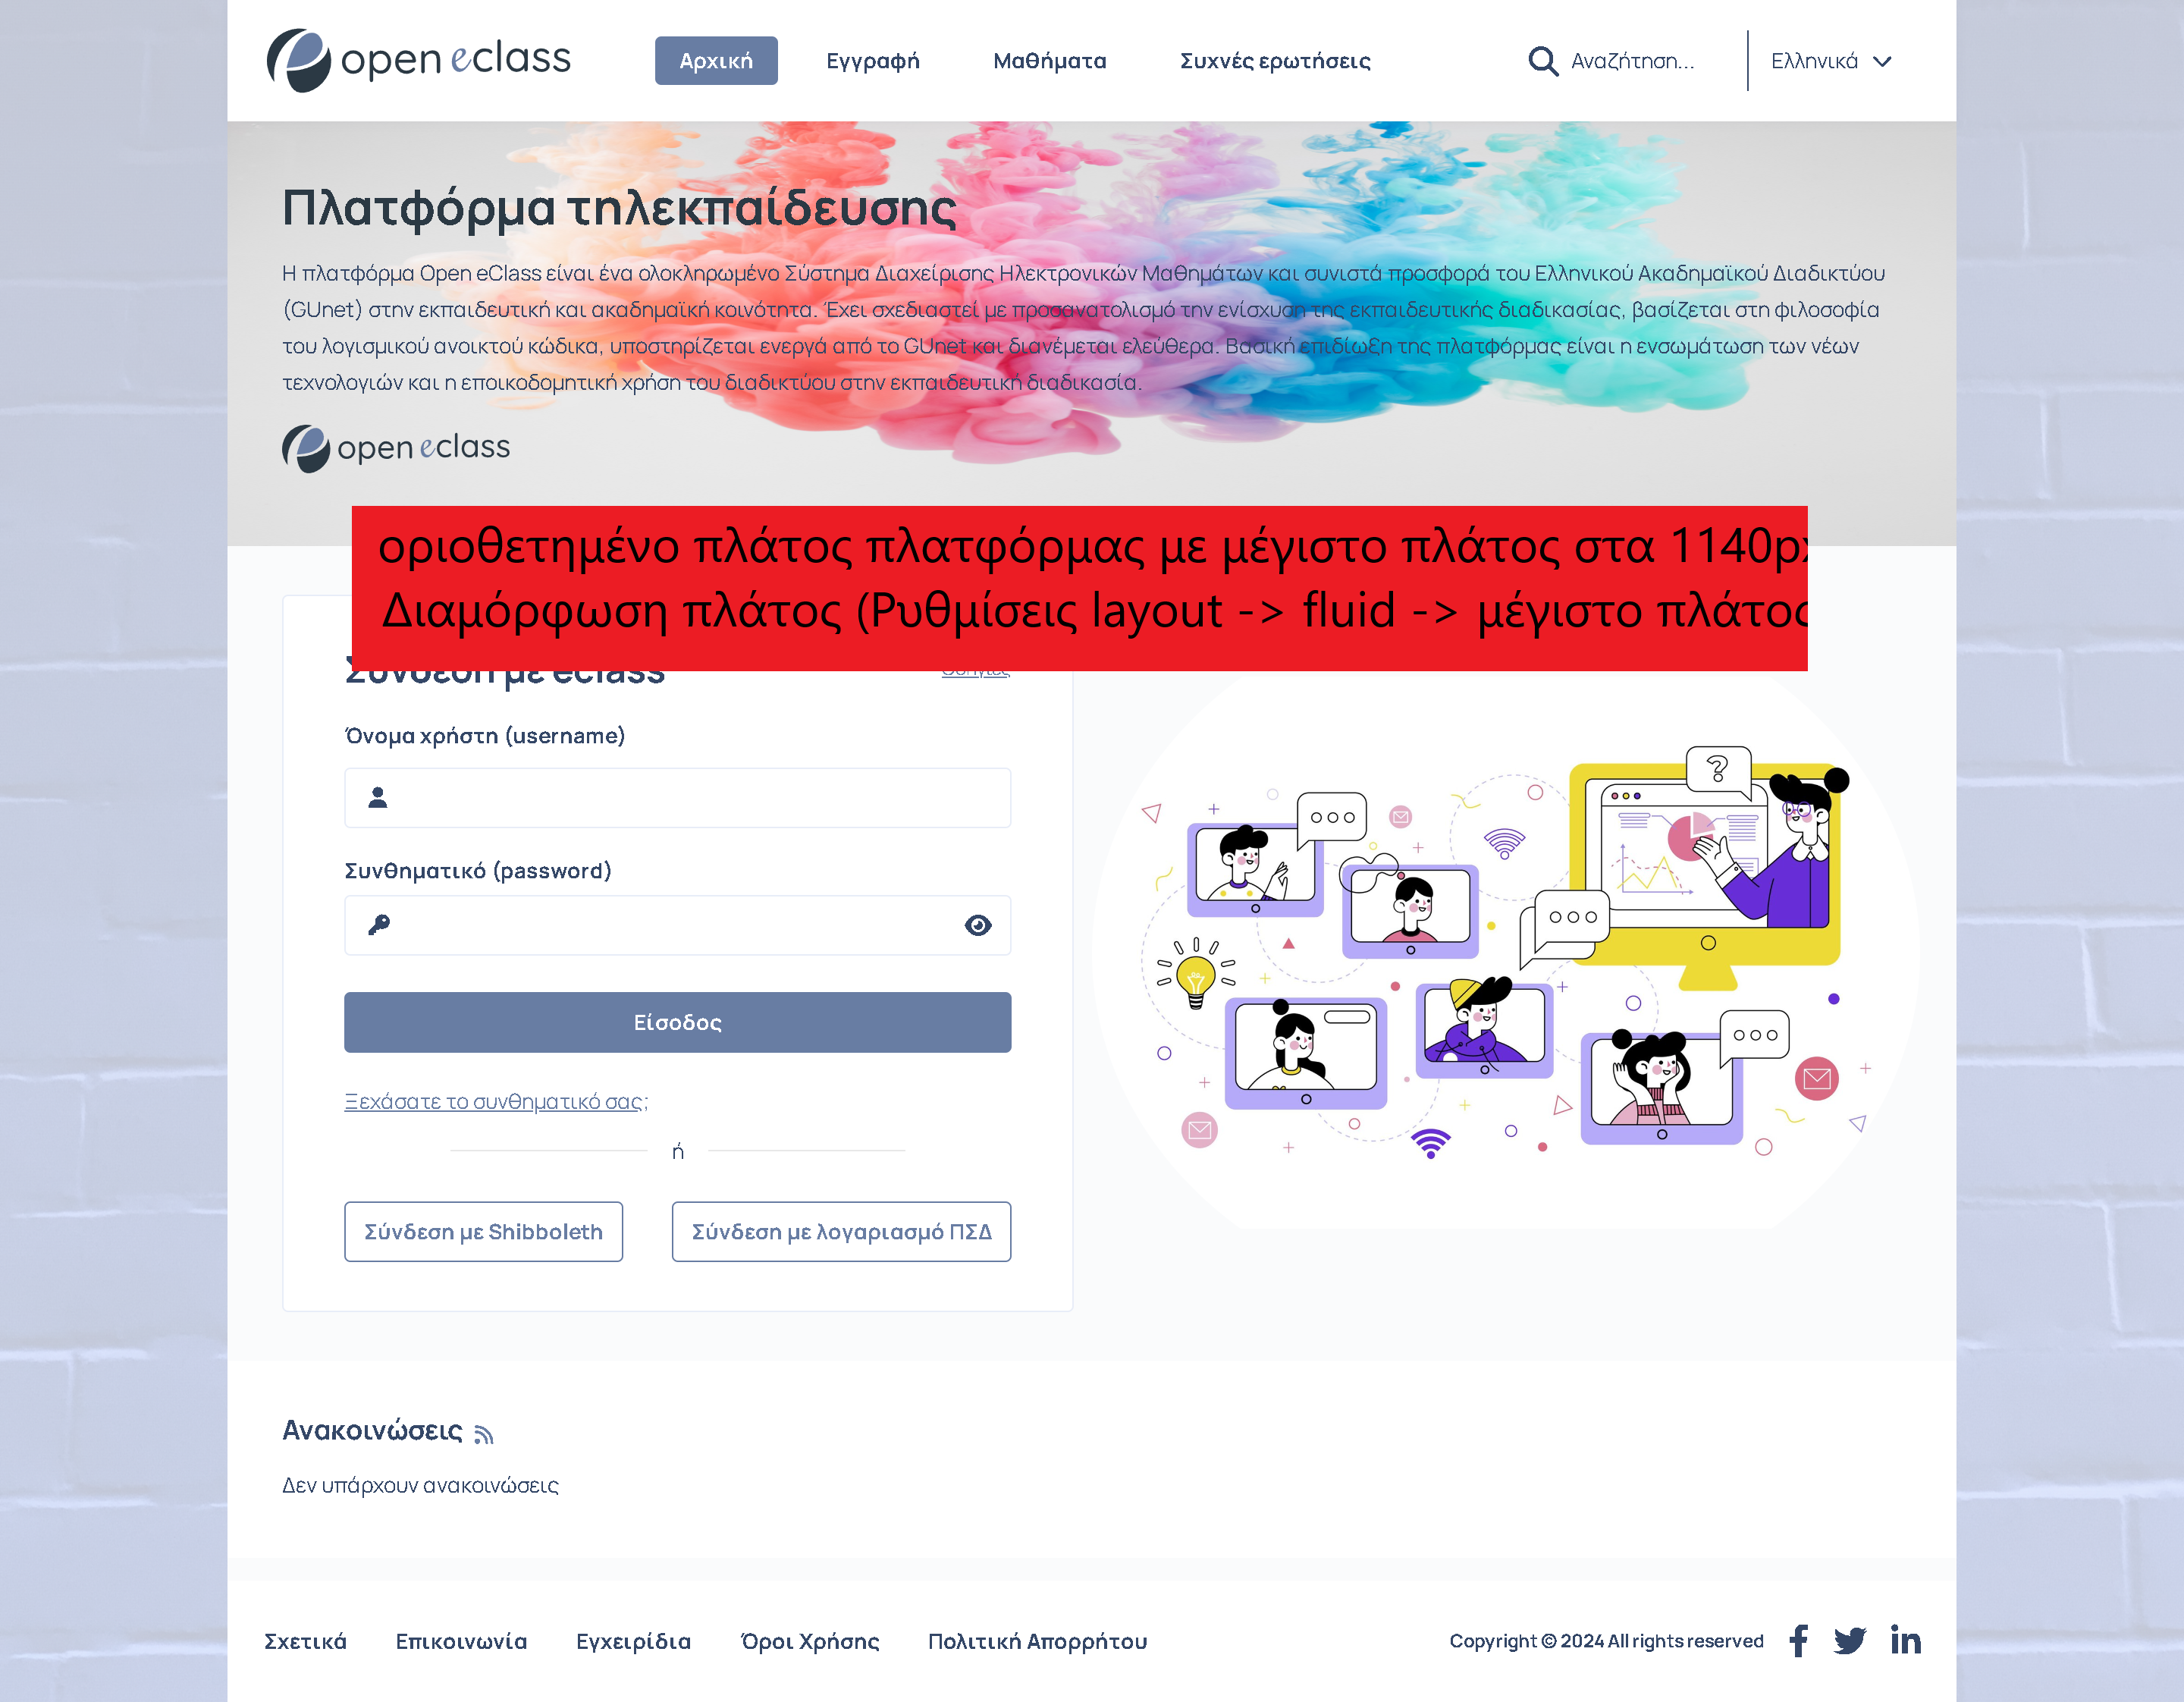 open eclass
Αρχική
Εγγραφή
Μαθήματα
Συχνές ερωτήσεις
Αναζήτηση...
Ελληνικά
Πλατφόρμα τηλεκπαίδευσης
Η πλατφόρμα Open eClass είναι ένα ολοκληρωμένο Σύστημα Διαχείρισης Ηλεκτρονικών Μαθημάτων και συνιστά προσφορά του Ελληνικού Ακαδημαϊκού Διαδικτύου
(GUnet) στην εκπαιδευτική και ακαδημαϊκή κοινότητα. Έχει σχεδιαστεί με προσανατολισμό την ενίσχυση της εκπαιδευτικής διαδικασίας, βασίζεται στη φιλοσοφία
του λογισμικού ανοικτού κώδικα, υποστηρίζεται ενεργά από το GUnet και διανέμεται ελεύθερα. Βασική επιδίωξη της πλατφόρμας είναι η ενσωμάτωση των νέων
τεχνολογιών και η εποικοδομητική χρήση του διαδικτύου στην εκπαιδευτική διαδικασία.
open eclass
οριοθετημένο πλάτος πλατφόρμας με μέγιστο πλάτος στα 1140px
Διαμόρφωση πλάτος (Ρυθμίσεις layout -> fluid -> μέγιστο πλάτος
Σύνδεση με eclass
Οδηγίες
Όνομα χρήστη (username)
Συνθηματικό (password)
Είσοδος
Ξεχάσατε το συνθηματικό σας;
ή
Σύνδεση με Shibboleth
Σύνδεση με λογαριασμό ΠΣΔ
?
Ανακοινώσεις
Δεν υπάρχουν ανακοινώσεις
Σχετικά
Επικοινωνία
Εγχειρίδια
Όροι Χρήσης
Πολιτική Απορρήτου
Copyright © 2024 All rights reserved